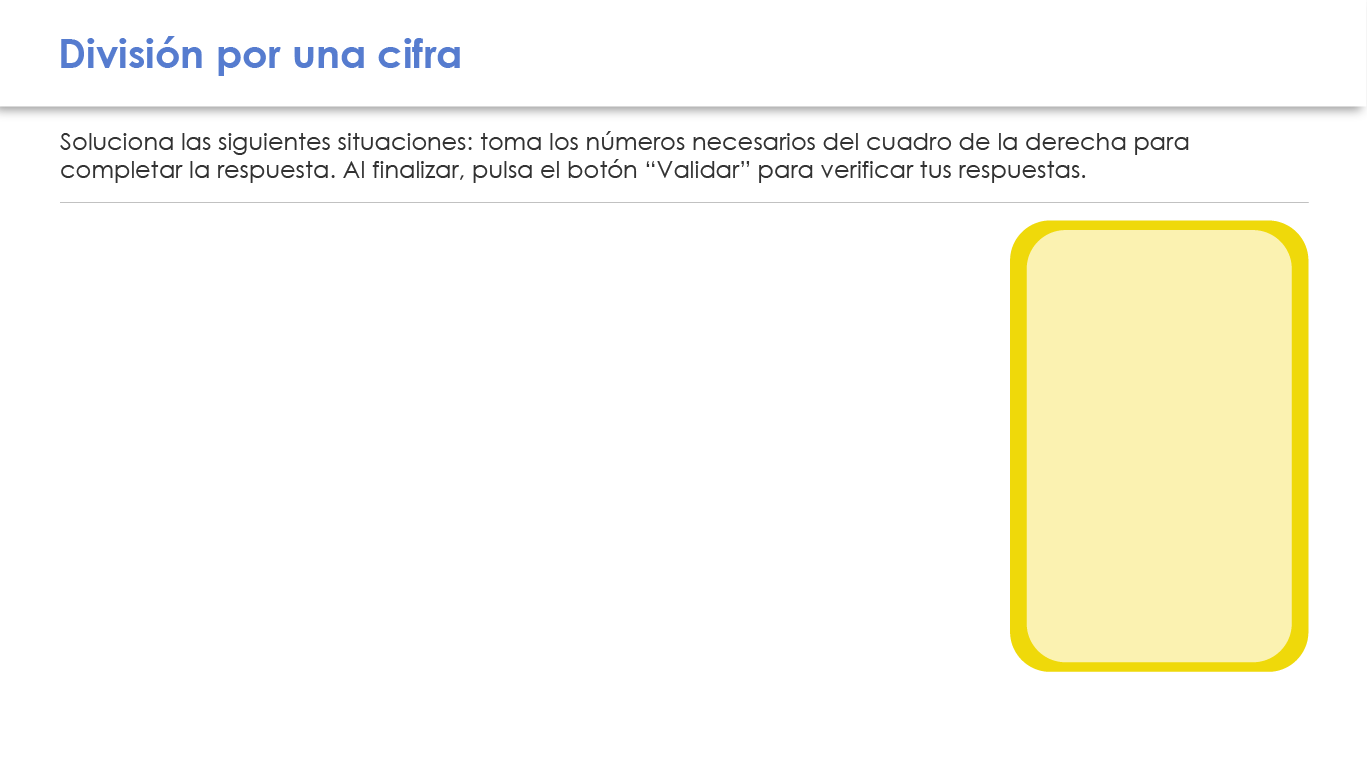 División por una cifra
Soluciona las siguientes situaciones: toma los números necesarios del cuadro de la derecha para
completar la respuesta. Al finalizar, pulsa el botón “Validar” para verificar tus respuestas.